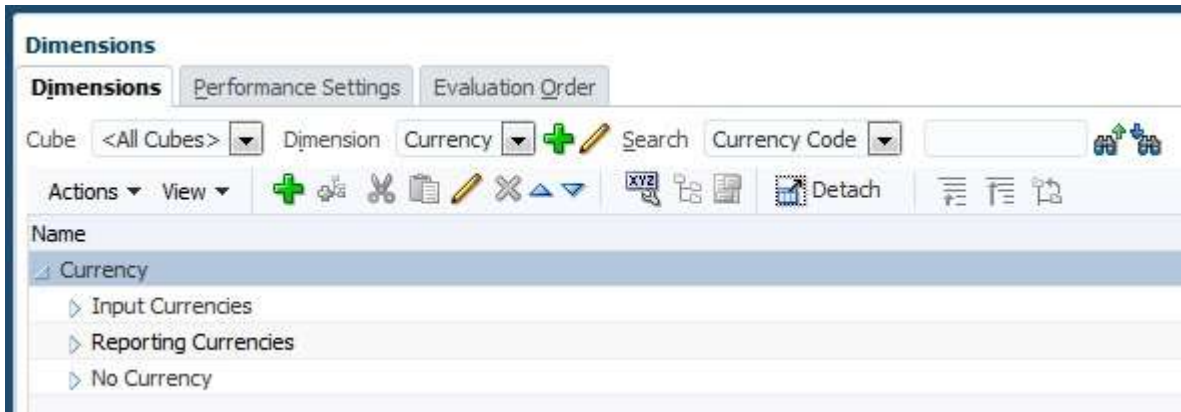 Dimensions
Dimensions Performance Settings Evaluation Order
Cube <All Cubes> Dimension Currency Search Currency Code
Actions View XYZ Detach
Name
Currency
Input Currencies
Reporting Currencies
No Currency